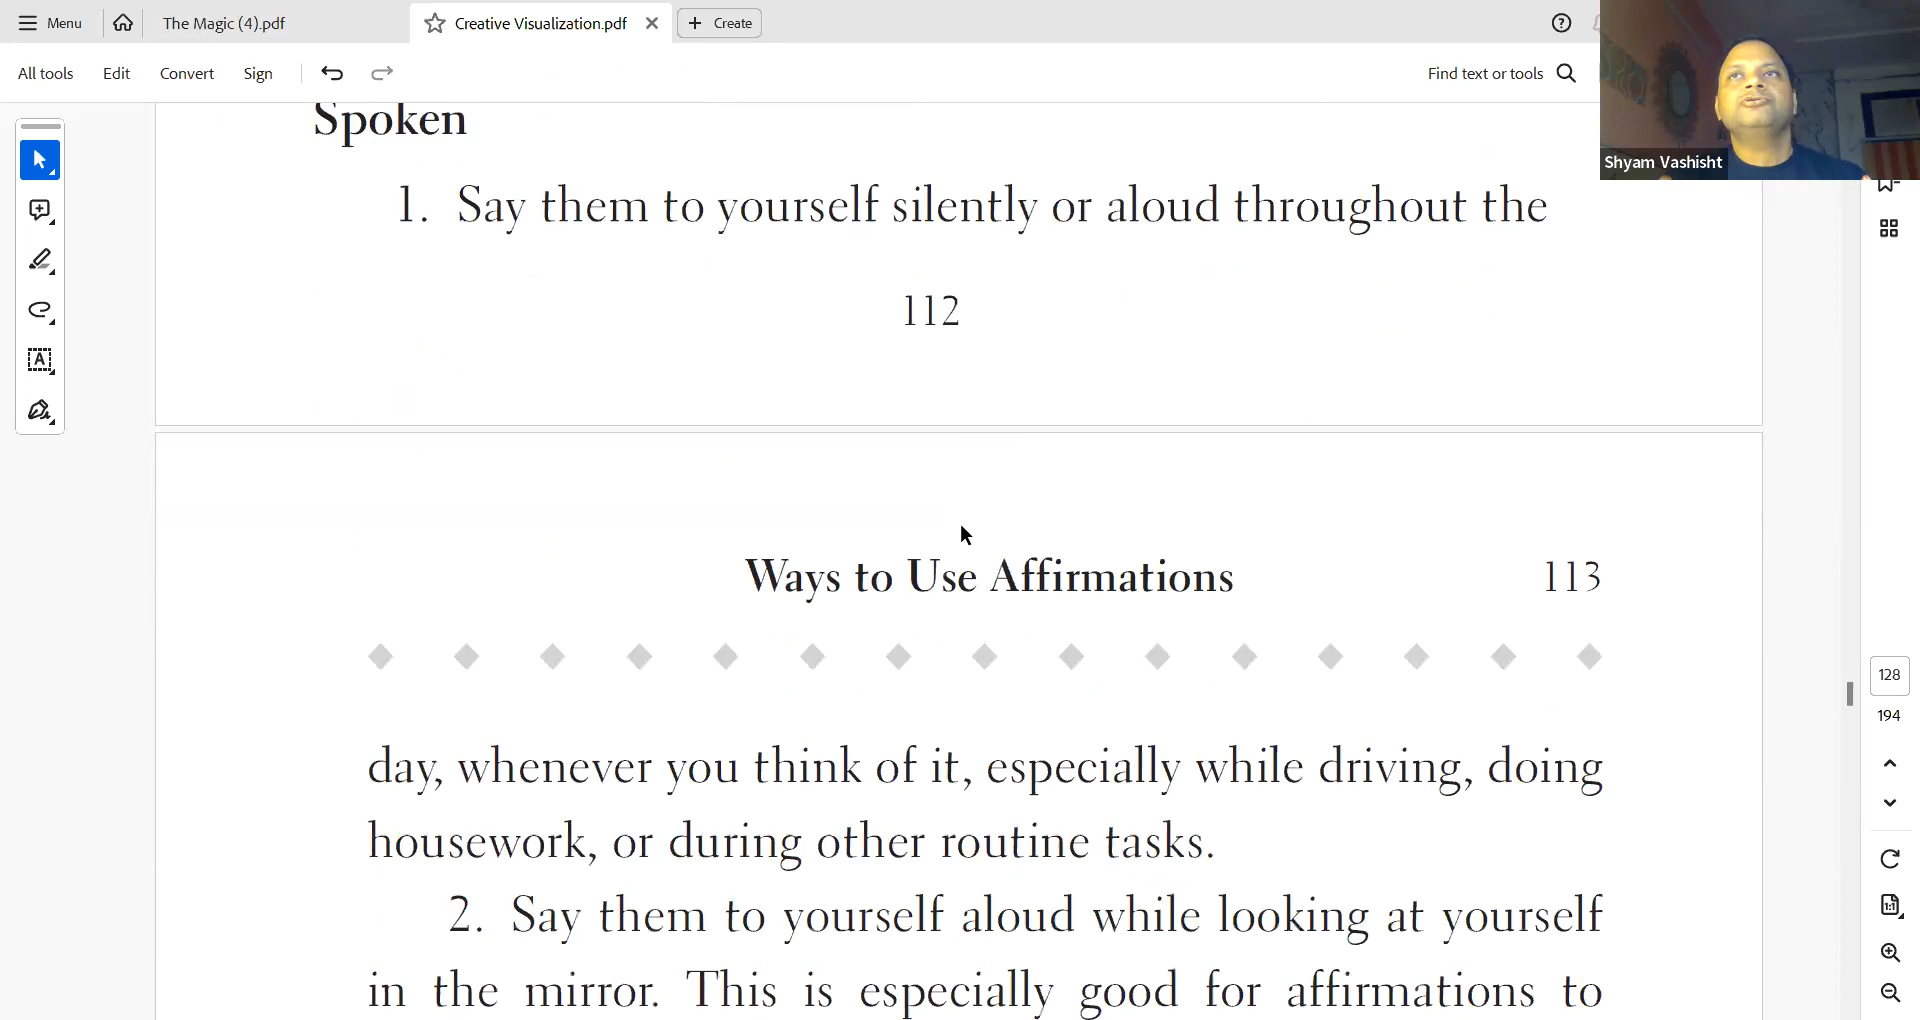 Menu
The Magic (4).pdf
Creative Visualization.pdf
Create
All tools
Edit
Convert
Sign
Find text or tools
Shyam Vashisht
Spoken
1. Say them to yourself silently or aloud throughout the
112
Ways to Use Affirmations 113
day, whenever you think of it, especially while driving, doing
housework, or during other routine tasks.
2. Say them to yourself aloud while looking at yourself
in the mirror. This is especially good for affirmations to
128
194